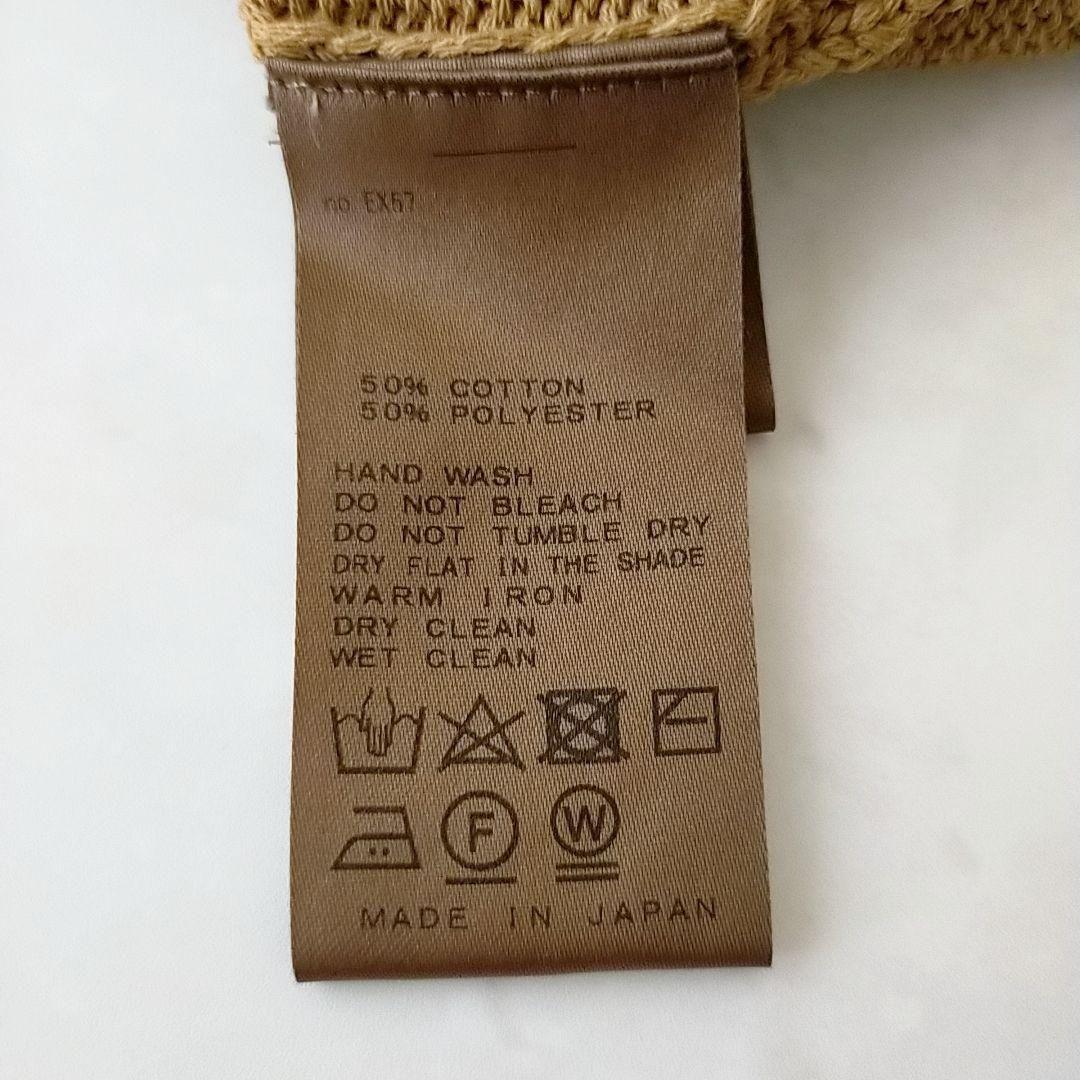 no EX67
50% COTTON
50% POLYESTER
HAND WASH
DO NOT BLEACH
DO NOT TUMBLE DRY
DRY FLAT IN THE SHADE
WARM IRON
DRY CLEAN
WET CLEAN
F W
MADE IN JAPAN